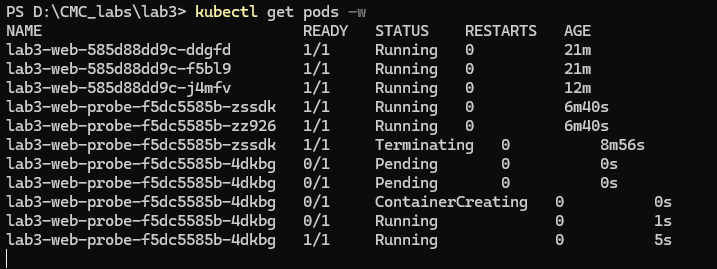 PS D:\CMC_labs\lab3> kubectl get pods -w
NAME                         READY   STATUS    RESTARTS   AGE
lab3-web-585d88dd9c-ddgfd    1/1     Running   0          21m
lab3-web-585d88dd9c-f5bl9    1/1     Running   0          21m
lab3-web-585d88dd9c-j4mfv    1/1     Running   0          12m
lab3-web-probe-f5dc5585b-zssdk   1/1     Running   0          6m40s
lab3-web-probe-f5dc5585b-zz926   1/1     Running   0          6m40s
lab3-web-probe-f5dc5585b-zssdk   1/1     Terminating   0          8m56s
lab3-web-probe-f5dc5585b-4dkbg   0/1     Pending       0          0s
lab3-web-probe-f5dc5585b-4dkbg   0/1     Pending       0          0s
lab3-web-probe-f5dc5585b-4dkbg   0/1     ContainerCreating   0          0s
lab3-web-probe-f5dc5585b-4dkbg   0/1     Running             0          1s
lab3-web-probe-f5dc5585b-4dkbg   1/1     Running             0          5s